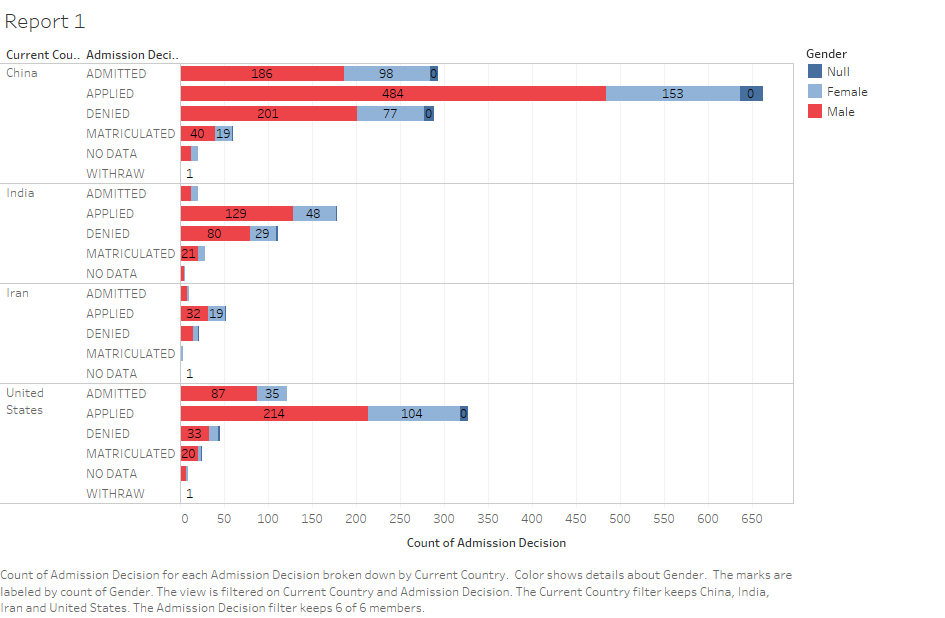 Report 1
Current Cou.. Admission Deci..
China ADMITTED 186 98 0
APPLIED 484 153 0
DENIED 201 77 0
MATRICULATED 40 19
NO DATA
WITHRAW 1
India ADMITTED
APPLIED 129 48
DENIED 80 29
MATRICULATED 21
NO DATA
Iran ADMITTED
APPLIED 32 19
DENIED
MATRICULATED
NO DATA 1
United States ADMITTED 87 35
APPLIED 214 104 0
DENIED 33
MATRICULATED 20
NO DATA
WITHRAW 1
0 50 100 150 200 250 300 350 400 450 500 550 600 650
Count of Admission Decision
Gender
Null
Female
Male
Count of Admission Decision for each Admission Decision broken down by Current Country. Color shows details about Gender. The marks are
labeled by count of Gender. The view is filtered on Current Country and Admission Decision. The Current Country filter keeps China, India,
Iran and United States. The Admission Decision filter keeps 6 of 6 members.